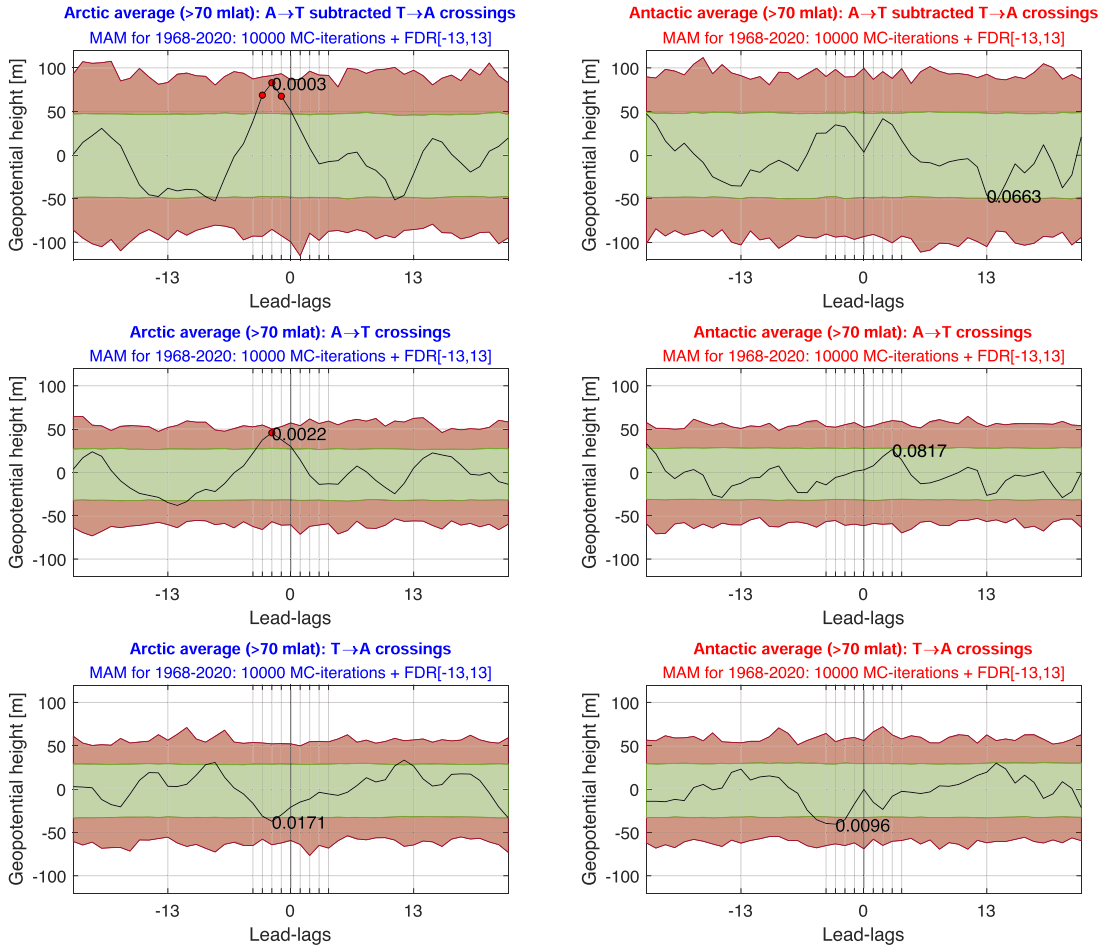 Arctic average (>70 mlat): A→T subtracted T→A crossings
MAM for 1968-2020: 10000 MC-iterations + FDR[-13,13]
Geopotential height [m]
100
50
0
-50
-100
0.0003
-13
0
13
Lead-lags
Antactic average (>70 mlat): A→T subtracted T→A crossings
MAM for 1968-2020: 10000 MC-iterations + FDR[-13,13]
Geopotential height [m]
100
50
0
-50
-100
0.0663
-13
0
13
Lead-lags
Arctic average (>70 mlat): A→T crossings
MAM for 1968-2020: 10000 MC-iterations + FDR[-13,13]
Geopotential height [m]
100
50
0
-50
-100
0.0022
-13
0
13
Lead-lags
Antactic average (>70 mlat): A→T crossings
MAM for 1968-2020: 10000 MC-iterations + FDR[-13,13]
Geopotential height [m]
100
50
0
-50
-100
0.0817
-13
0
13
Lead-lags
Arctic average (>70 mlat): T→A crossings
MAM for 1968-2020: 10000 MC-iterations + FDR[-13,13]
Geopotential height [m]
100
50
0
-50
-100
0.0171
-13
0
13
Lead-lags
Antactic average (>70 mlat): T→A crossings
MAM for 1968-2020: 10000 MC-iterations + FDR[-13,13]
Geopotential height [m]
100
50
0
-50
-100
0.0096
-13
0
13
Lead-lags